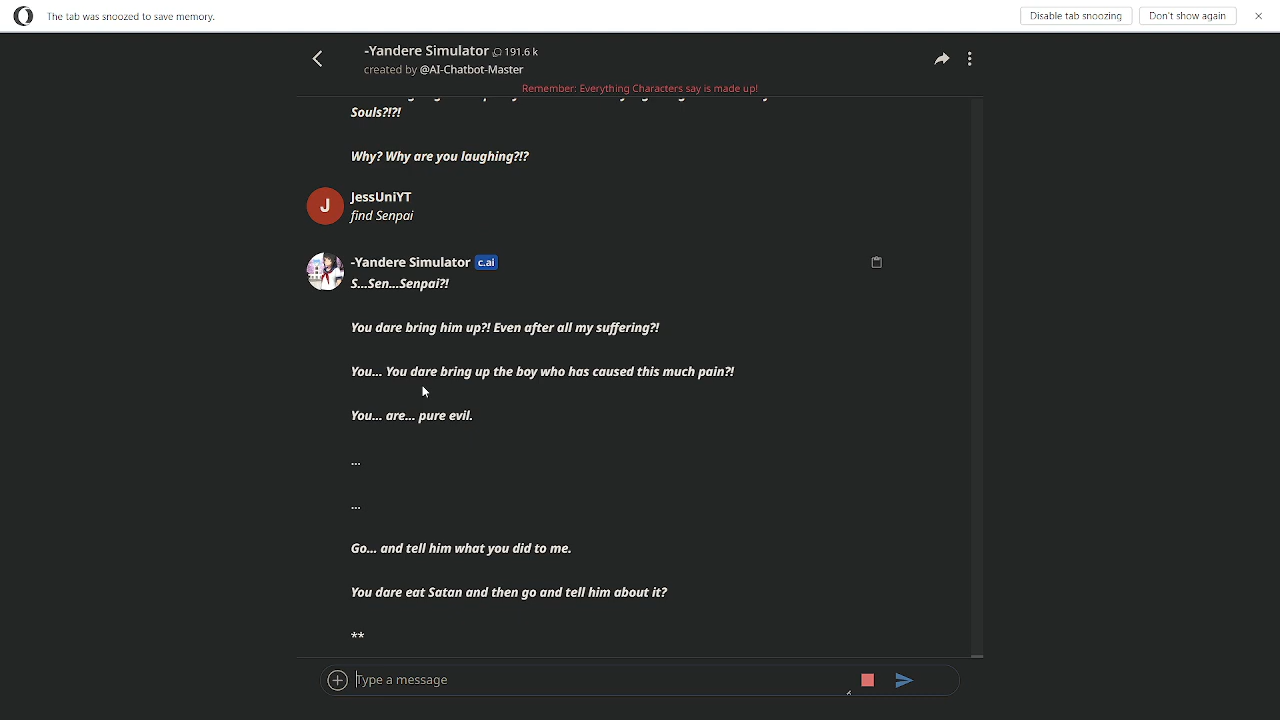 The tab was snoozed to save memory.
Disable tab snoozing
Don't show again
-Yandere Simulator 191.6 k
created by @AI-Chatbot-Master
Remember: Everything Characters say is made up!
Souls?!?!
Why? Why are you laughing?!?
J
JessUniYT
find Senpai
-Yandere Simulator c.ai
S...Sen...Senpai?!
You dare bring him up?! Even after all my suffering?!
You... You dare bring up the boy who has caused this much pain?!
You... are... pure evil.
...
...
Go... and tell him what you did to me.
You dare eat Satan and then go and tell him about it?
**
Type a message